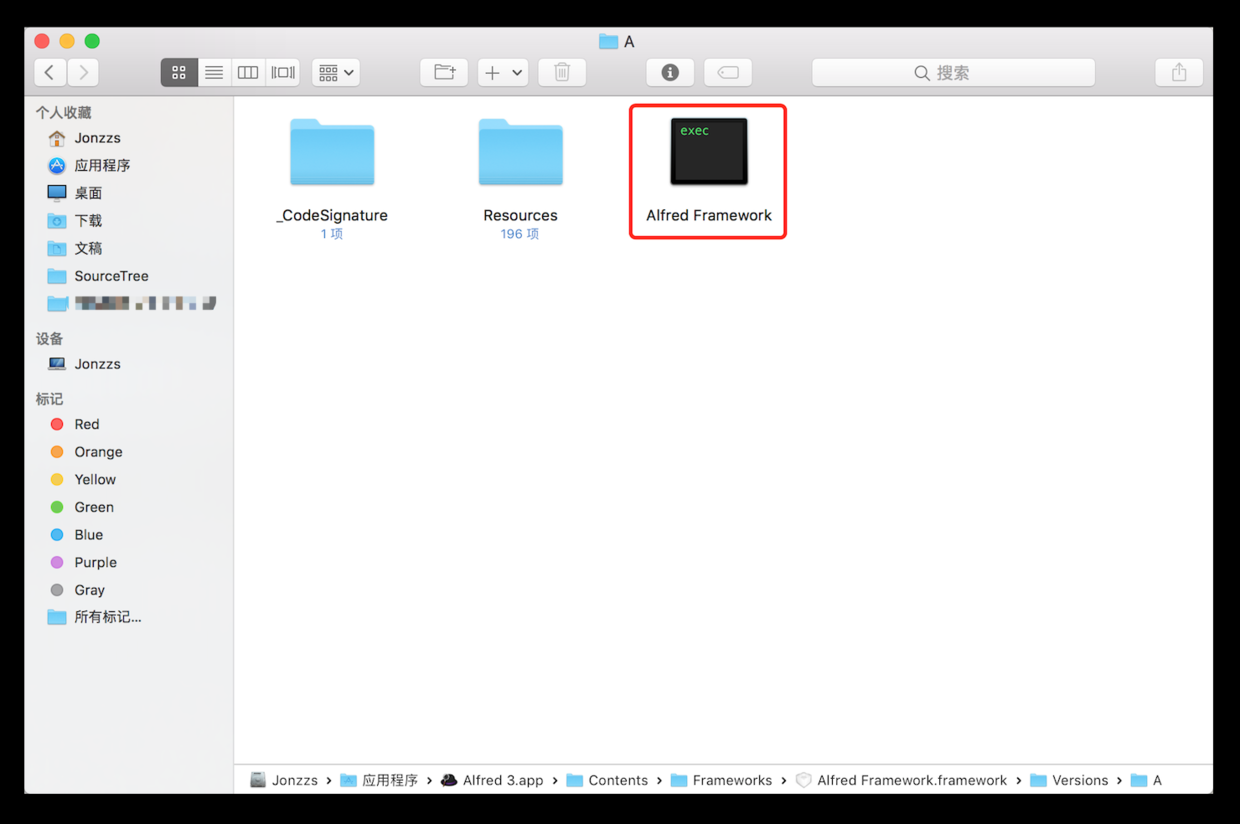 A
搜索
个人收藏
Jonzzs
应用程序
桌面
下载
文稿
SourceTree
设备
Jonzzs
标记
Red
Orange
Yellow
Green
Blue
Purple
Gray
所有标记...
exec
_CodeSignature
1 项
Resources
196 项
Alfred Framework
Jonzzs › 应用程序 › Alfred 3.app › Contents › Frameworks › Alfred Framework.framework › Versions › A